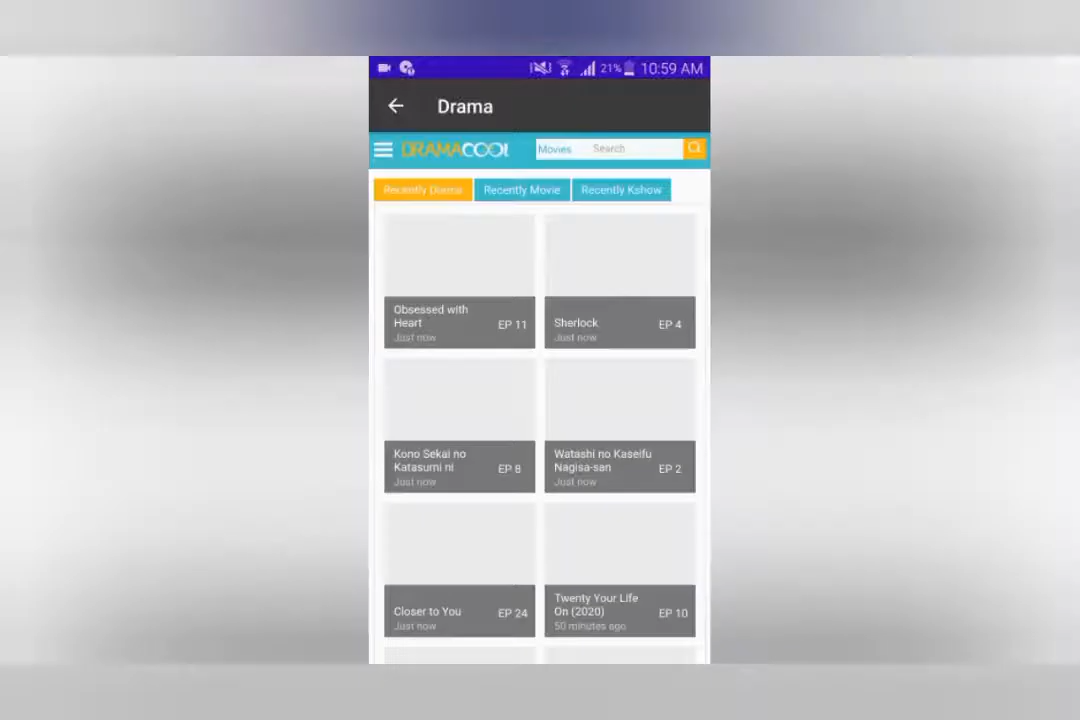 21% 10:59 AM
Drama
DRAMACOOL
Movies Search
Recently Drama Recently Movie Recently Kshow
Obsessed with
Heart
EP 11
Just now
Sherlock
EP 4
Just now
Kono Sekai no
Katasumi ni
EP 8
Just now
Watashi no Kaseifu
Nagisa-san
EP 2
Just now
Closer to You
EP 24
Just now
Twenty Your Life
On (2020)
EP 10
50 minutes ago